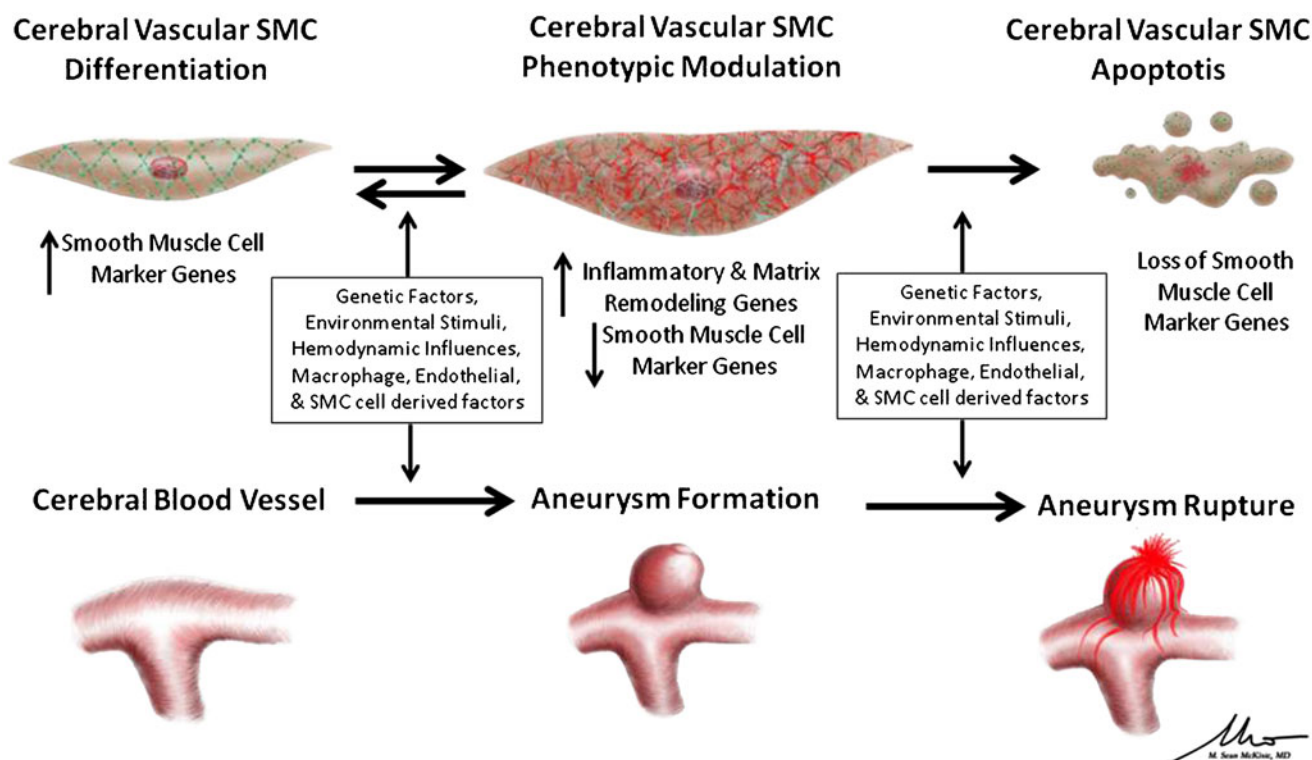 Cerebral Vascular SMC
Differentiation
Cerebral Vascular SMC
Phenotypic Modulation
Cerebral Vascular SMC
Apoptotis
Smooth Muscle Cell
Marker Genes
Inflammatory & Matrix
Remodeling Genes
Smooth Muscle Cell
Marker Genes
Loss of Smooth
Muscle Cell
Marker Genes
Genetic Factors,
Environmental Stimuli,
Hemodynamic Influences,
Macrophage, Endothelial,
& SMC cell derived factors
Genetic Factors,
Environmental Stimuli,
Hemodynamic Influences,
Macrophage, Endothelial,
& SMC cell derived factors
Cerebral Blood Vessel
Aneurysm Formation
Aneurysm Rupture
M. Sean McKisic, MD